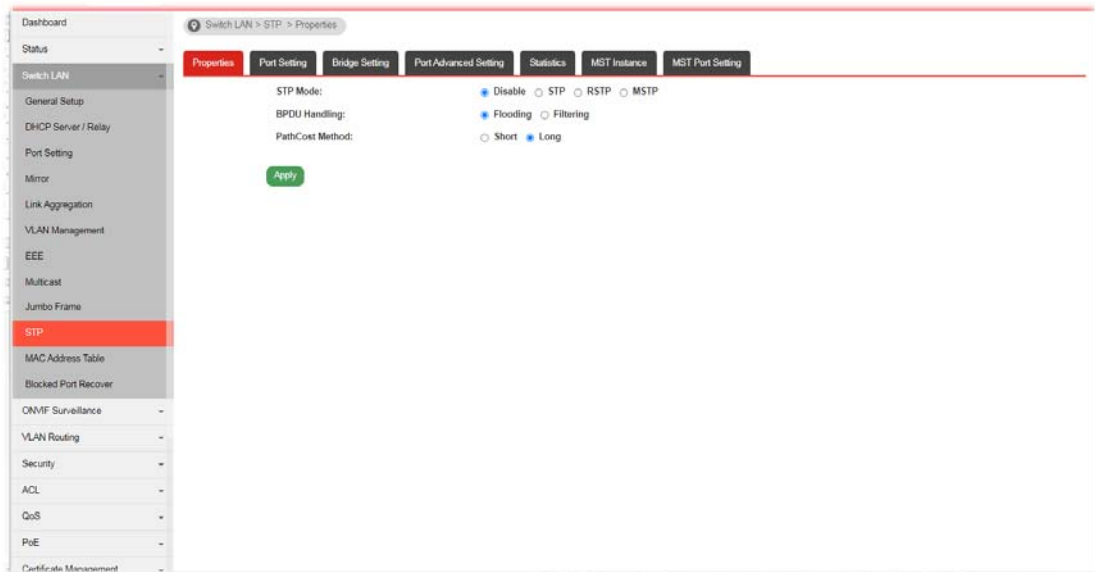 Dashboard
Switch LAN > STP > Properties
Status
Properties Port Setting Bridge Setting Port Advanced Setting Statistics MST Instance MST Port Setting
Switch LAN
STP Mode: Disable STP RSTP MSTP
General Setup
BPDU Handling: Flooding Filtering
DHCP Server / Relay
PathCost Method: Short Long
Port Setting
Apply
Mirror
Link Aggregation
VLAN Management
EEE
Multicast
Jumbo Frame
STP
MAC Address Table
Blocked Port Recover
ONVIF Surveillance
VLAN Routing
Security
ACL
QoS
PoE
Certificate Management